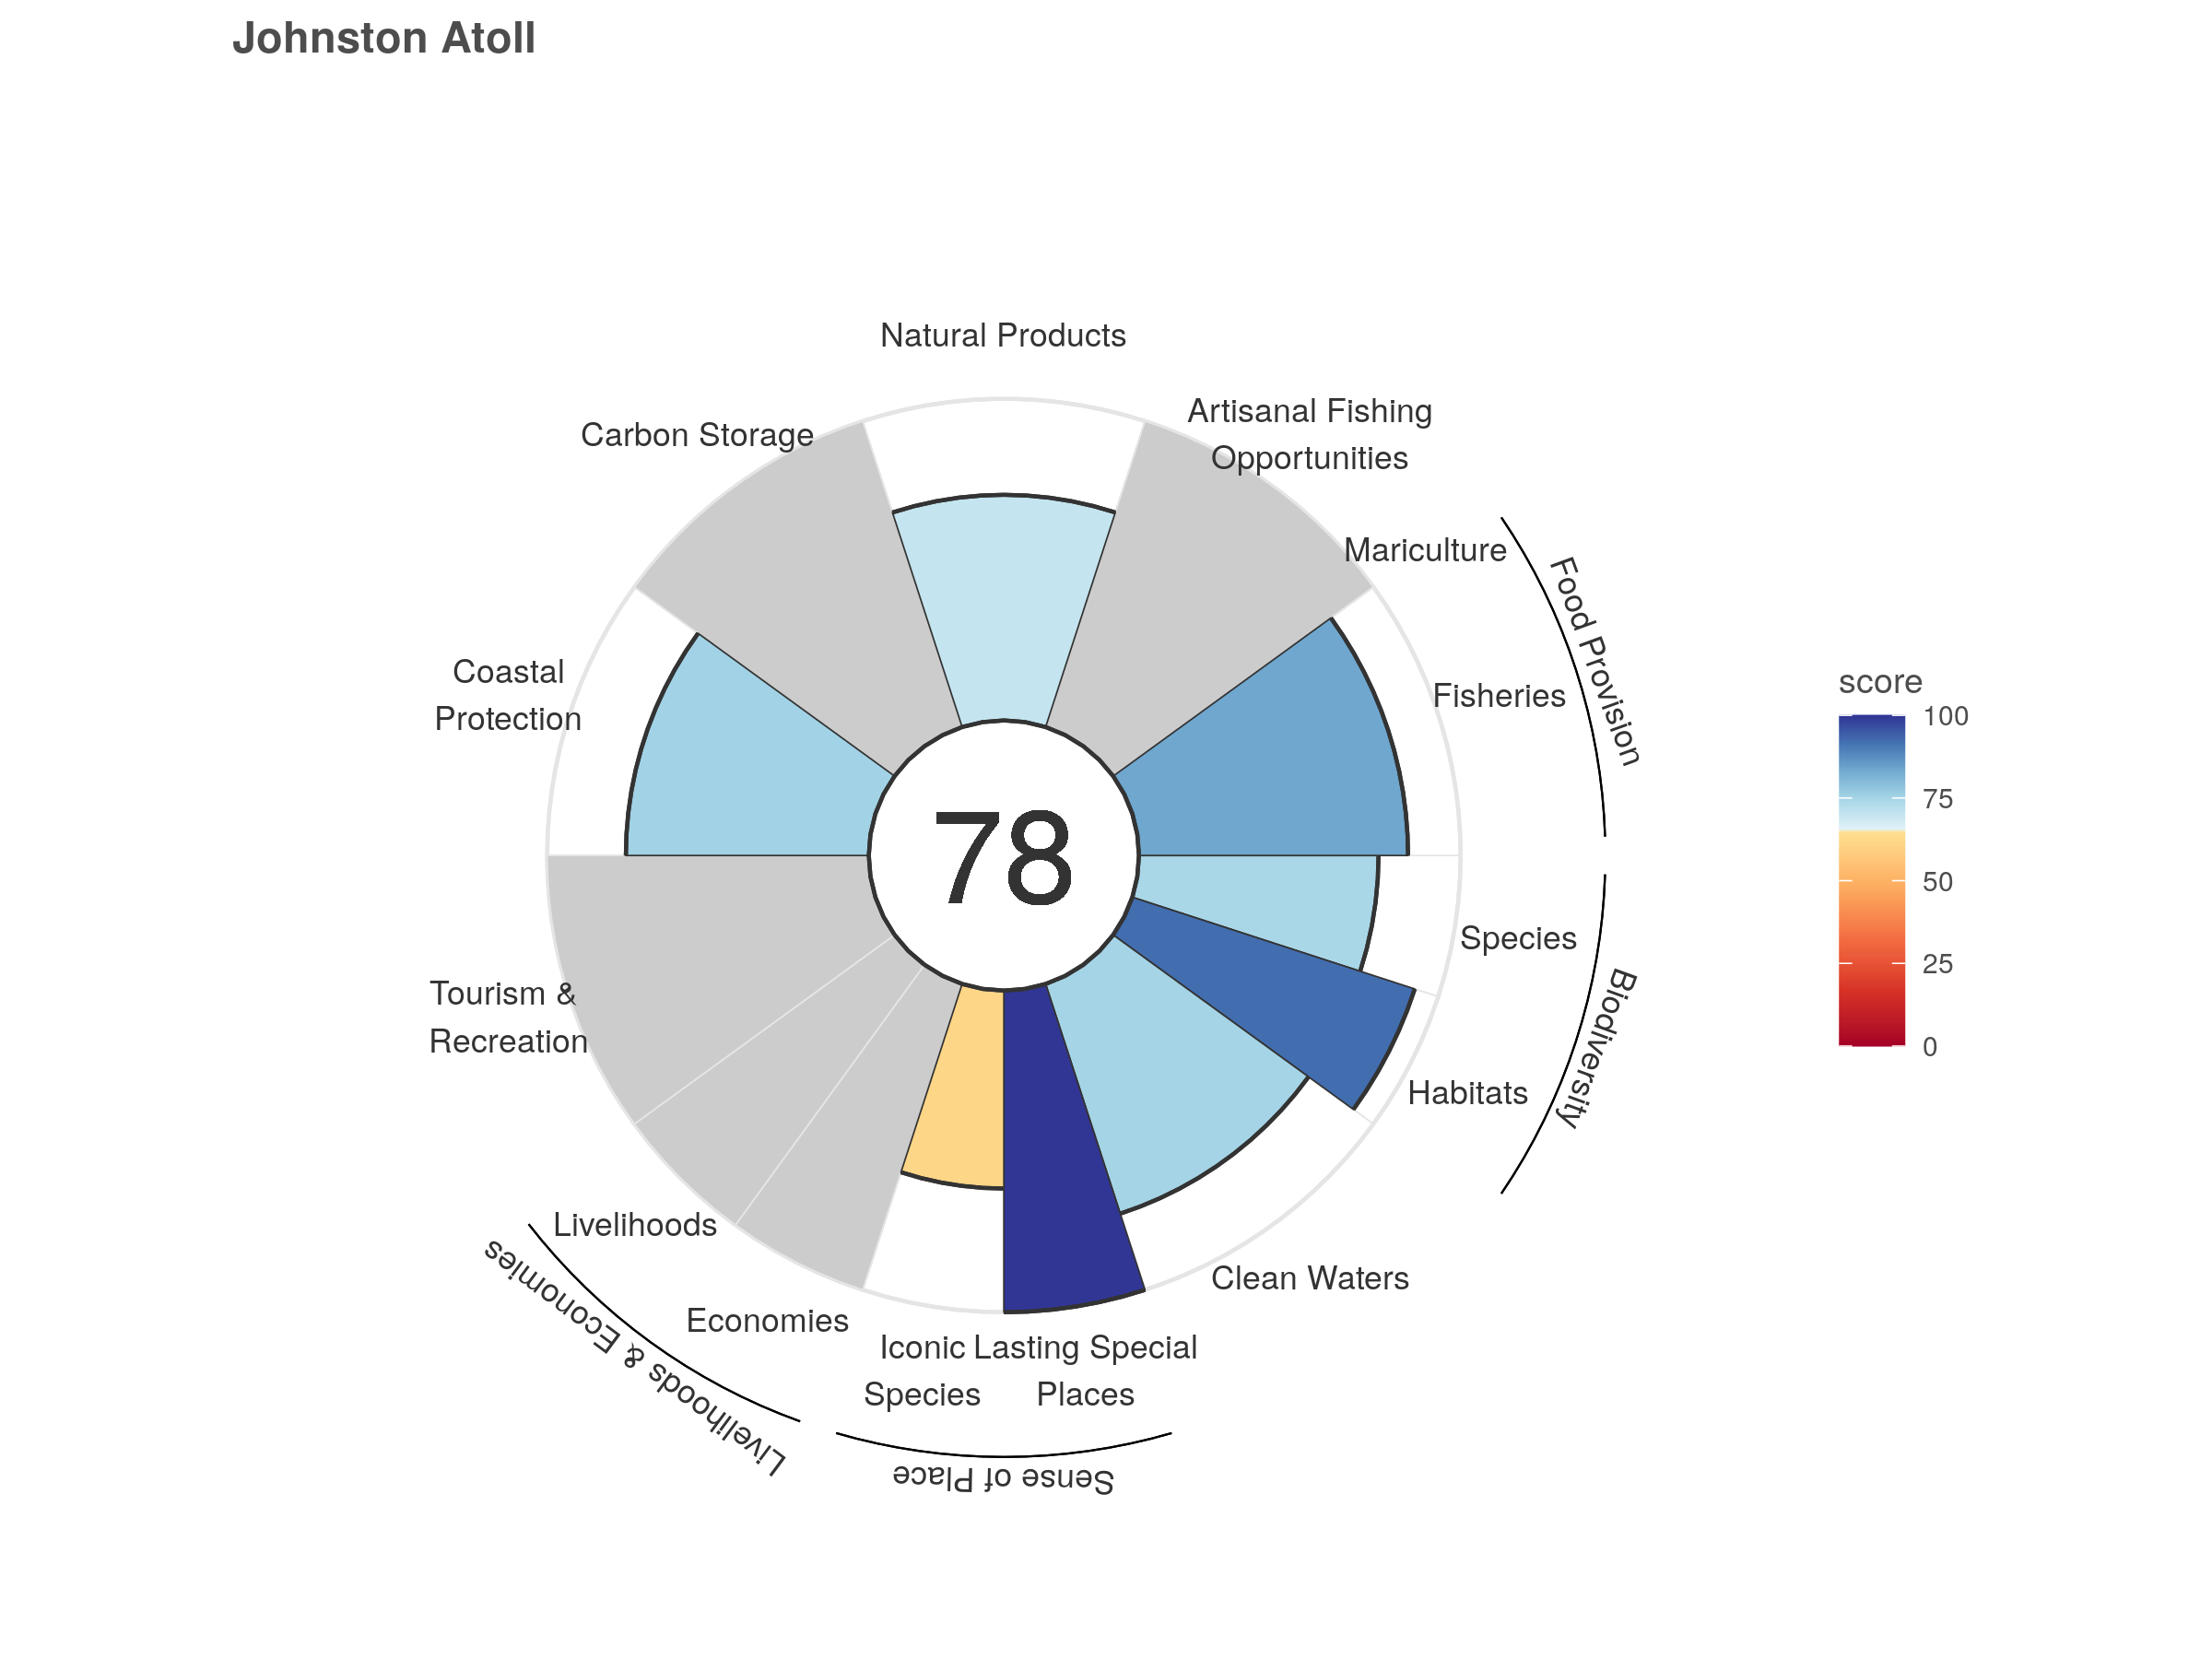 Johnston Atoll
Natural Products
Artisanal Fishing
Opportunities
Carbon Storage
Mariculture
Food Provision
Fisheries
Coastal
Protection
score
100
75
50
25
0
78
Species
Biodiversity
Tourism &
Recreation
Habitats
Livelihoods
Clean Waters
Economies
Livelihoods & Economies
Iconic
Species
Lasting Special
Places
Sense of Place